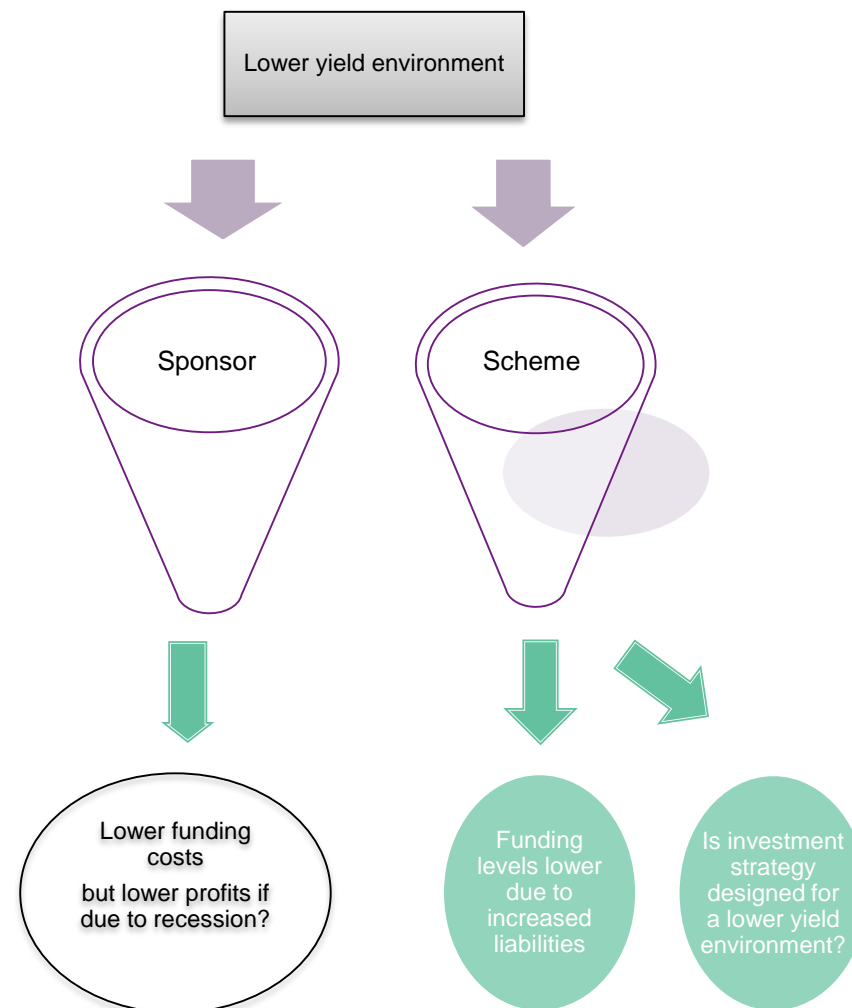 Lower yield environment
Sponsor
Scheme
Lower funding
costs
but lower profits if
due to recession?
Funding
levels lower
due to
increased
liabilities
Is investment
strategy
designed for
a lower yield
environment?